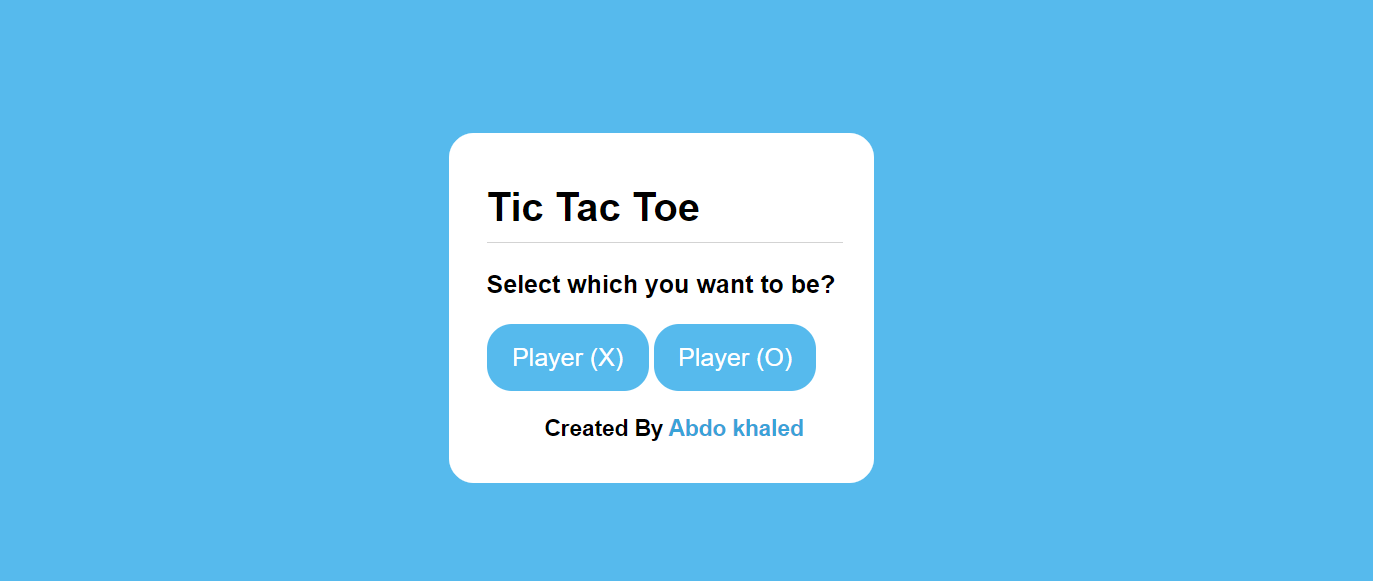 Tic Tac Toe
Select which you want to be?
Player (X) Player (O)
Created By Abdo khaled